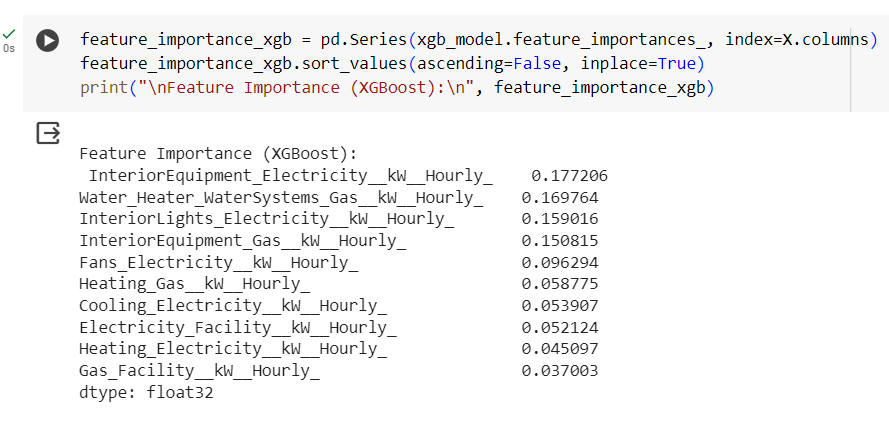 feature_importance_xgb = pd.Series(xgb_model.feature_importances_, index=X.columns)
0s
feature_importance_xgb.sort_values(ascending=False, inplace=True)
print("\nFeature Importance (XGBoost):\n", feature_importance_xgb)
Feature Importance (XGBoost):
 InteriorEquipment_Electricity__kW__Hourly_    0.177206
Water_Heater_WaterSystems_Gas__kW__Hourly_    0.169764
InteriorLights_Electricity__kW__Hourly_       0.159016
InteriorEquipment_Gas__kW__Hourly_            0.150815
Fans_Electricity__kW__Hourly_                 0.096294
Heating_Gas__kW__Hourly_                      0.058775
Cooling_Electricity__kW__Hourly_              0.053907
Electricity_Facility__kW__Hourly_             0.052124
Heating_Electricity__kW__Hourly_              0.045097
Gas_Facility__kW__Hourly_                     0.037003
dtype: float32